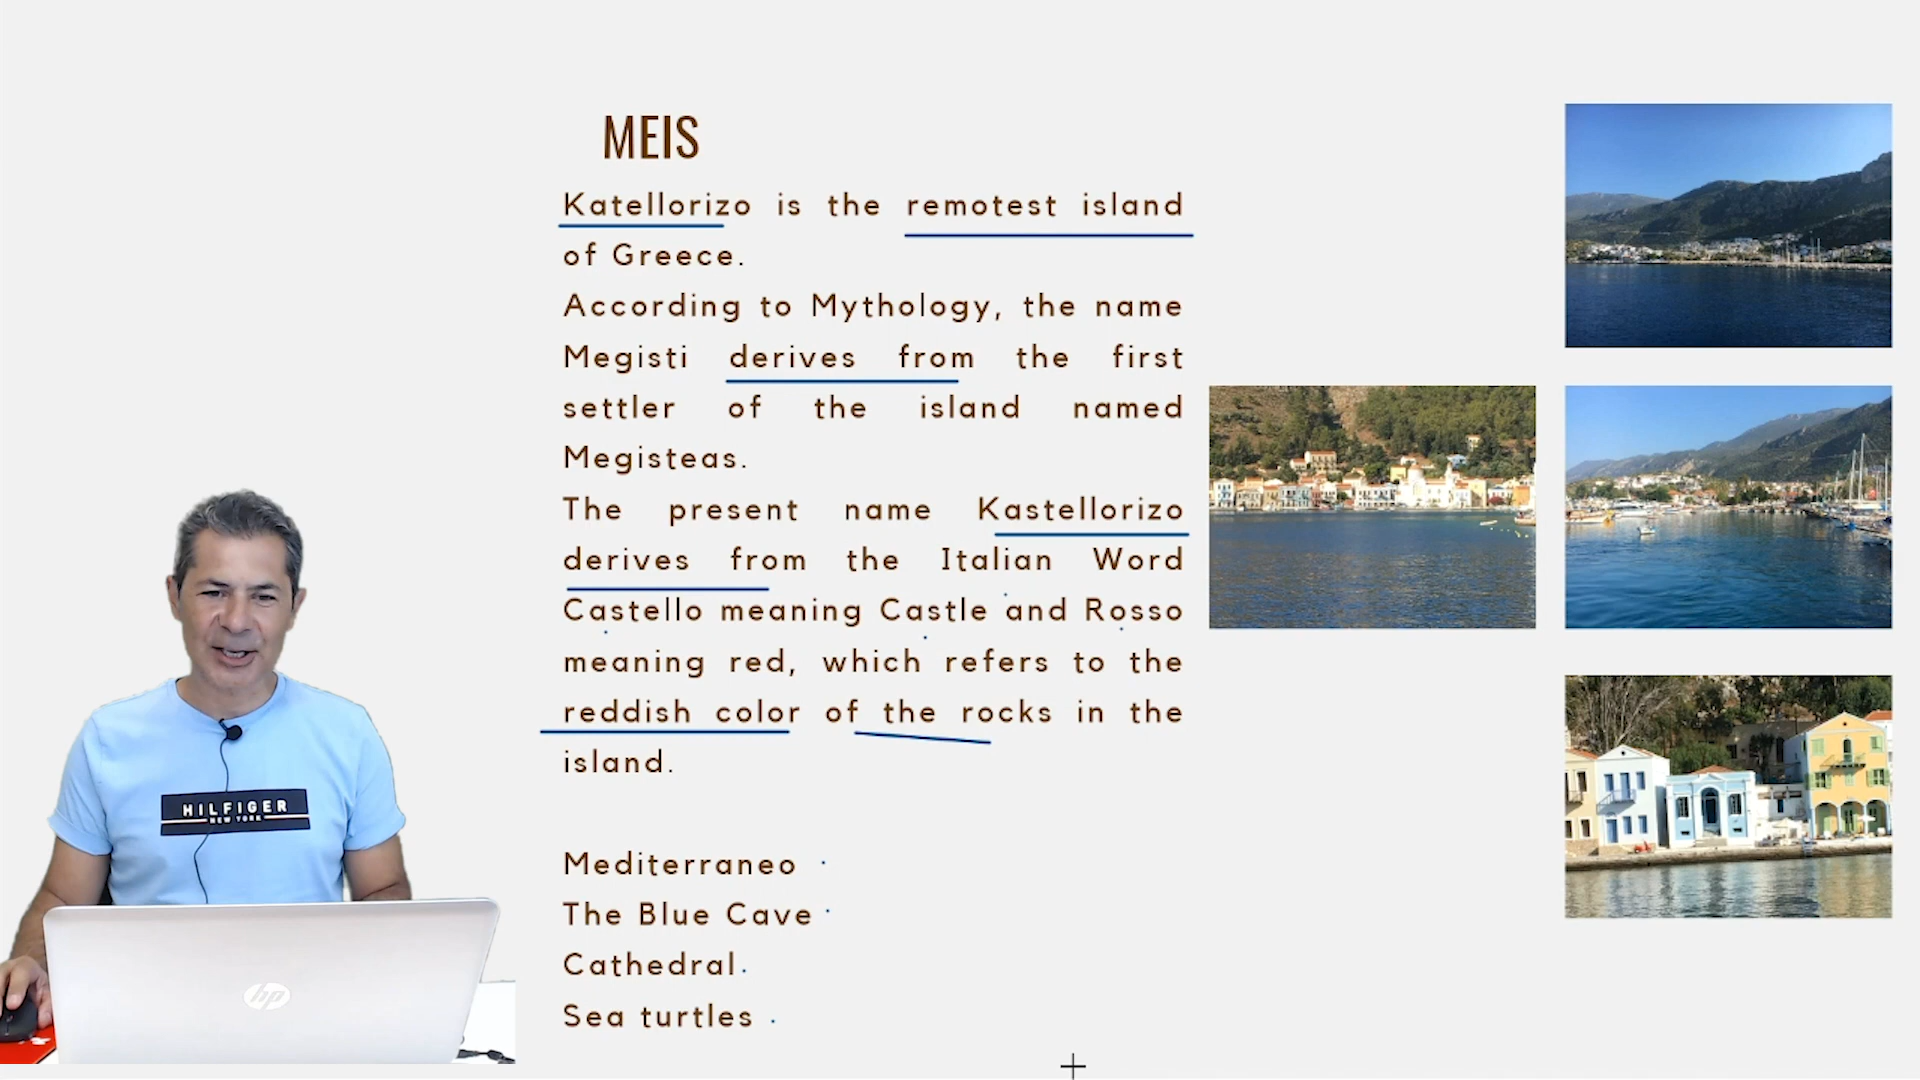 MEIS
Katellorizo is the remotest island
of Greece.
According to Mythology, the name
Megisti derives from the first
settler of the island named
Megisteas.
The present name Kastellorizo
derives from the Italian Word
Castello meaning Castle and Rosso
meaning red, which refers to the
reddish color of the rocks in the
island.
Mediterraneo
The Blue Cave
Cathedral
Sea turtles
HILFIGER
NEW YORK
hp